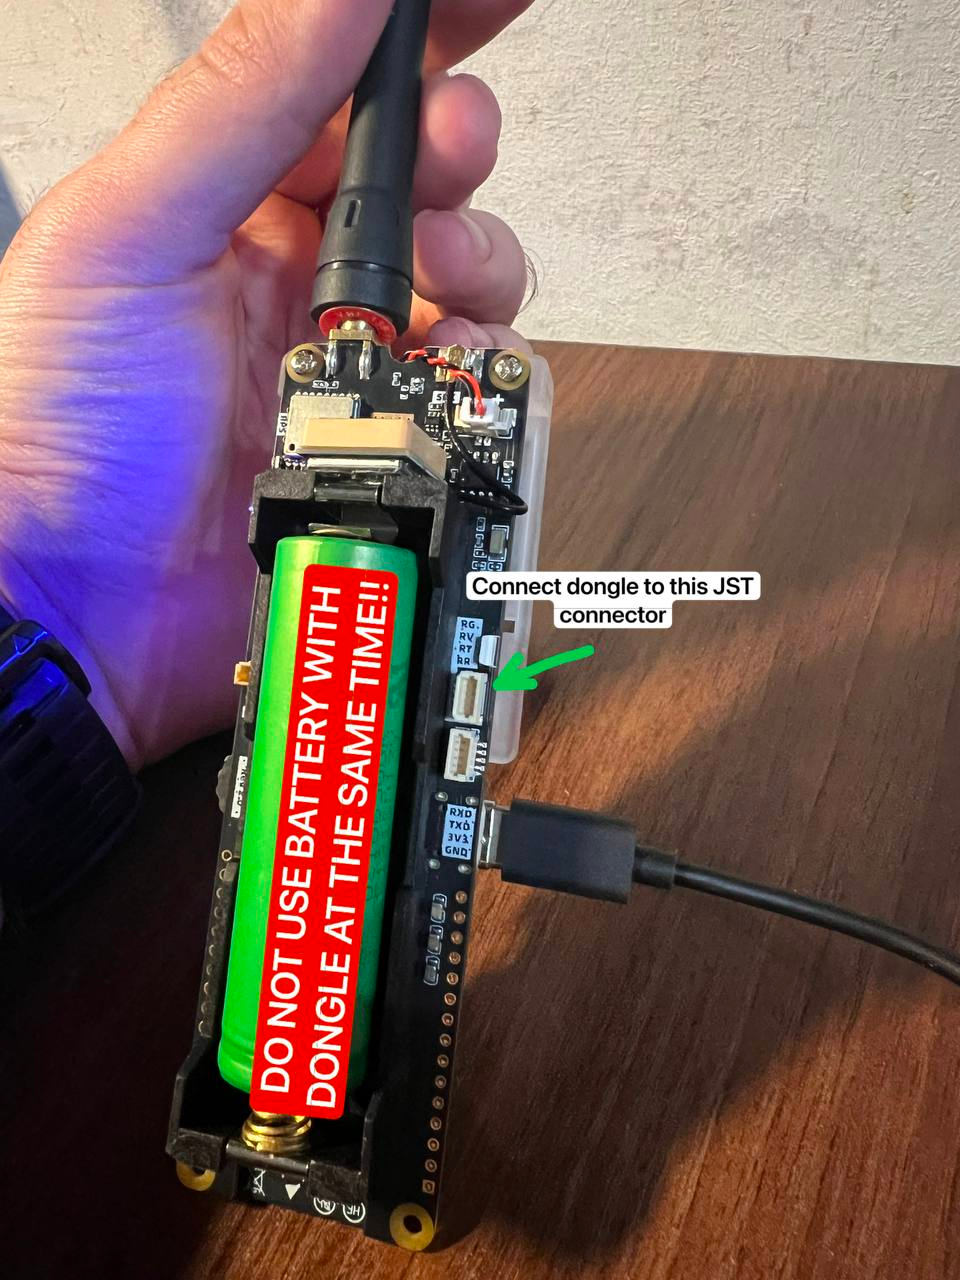 Connect dongle to this JST
connector
RG
RV
RT
RR
DO NOT USE BATTERY WITH
DONGLE AT THE SAME TIME!!
RXD
TXD
3V3
GND